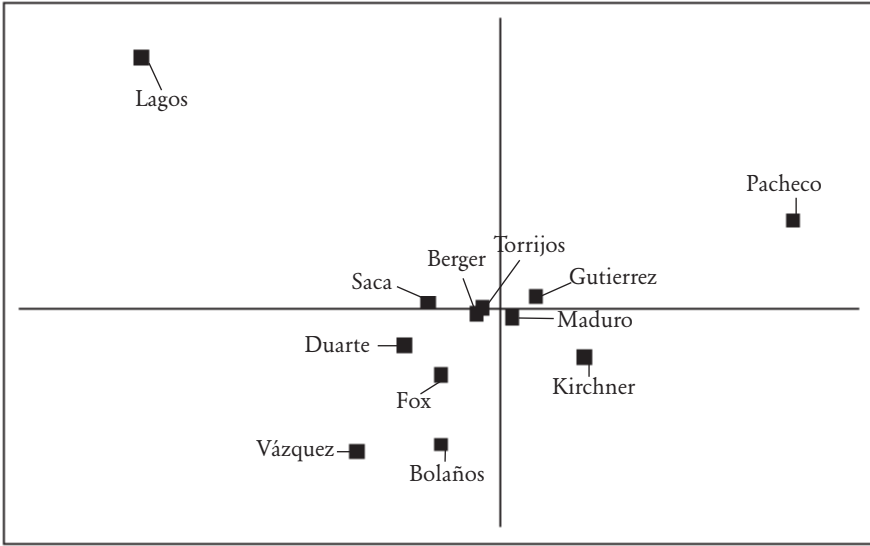 Lagos
Pacheco
Torrijos
Berger
Gutierrez
Saca
Maduro
Duarte
Kirchner
Fox
Vázquez
Bolaños